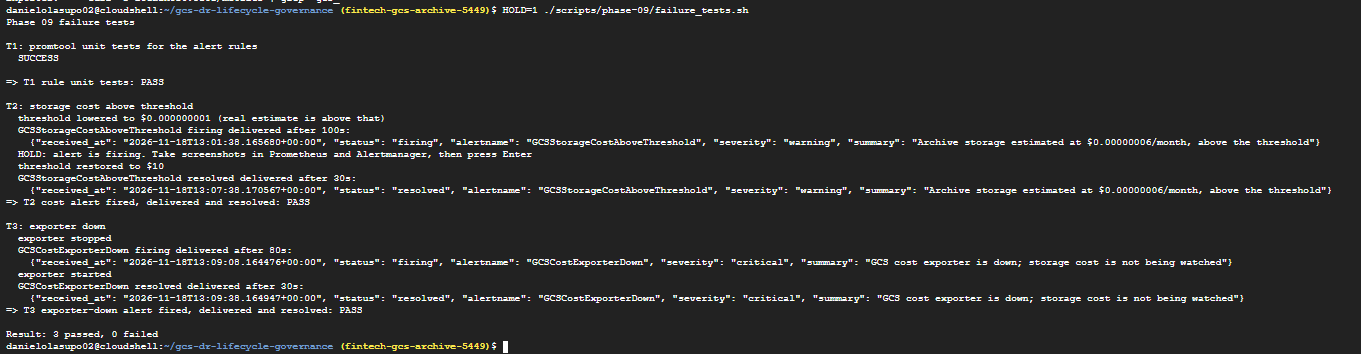 danielolasupo02@cloudshell:~/gcs-dr-lifecycle-governance (fintech-gcs-archive-5449)$ HOLD=1 ./scripts/phase-09/failure_tests.sh
Phase 09 failure tests
T1: promtool unit tests for the alert rules
SUCCESS
=> T1 rule unit tests: PASS
T2: storage cost above threshold
threshold lowered to $0.000000001 (real estimate is above that)
GCSStorageCostAboveThreshold firing delivered after 100s:
{"received_at": "2026-11-18T13:01:38.165680+00:00", "status": "firing", "alertname": "GCSStorageCostAboveThreshold", "severity": "warning", "summary": "Archive storage estimated at $0.00000006/month, above the threshold"}
HOLD: alert is firing. Take screenshots in Prometheus and Alertmanager, then press Enter
threshold restored to $10
GCSStorageCostAboveThreshold resolved delivered after 30s:
{"received_at": "2026-11-18T13:07:38.170567+00:00", "status": "resolved", "alertname": "GCSStorageCostAboveThreshold", "severity": "warning", "summary": "Archive storage estimated at $0.00000006/month, above the threshold"}
=> T2 cost alert fired, delivered and resolved: PASS
T3: exporter down
exporter stopped
GCSCostExporterDown firing delivered after 80s:
{"received_at": "2026-11-18T13:09:08.164476+00:00", "status": "firing", "alertname": "GCSCostExporterDown", "severity": "critical", "summary": "GCS cost exporter is down; storage cost is not being watched"}
exporter started
GCSCostExporterDown resolved delivered after 30s:
{"received_at": "2026-11-18T13:09:38.164947+00:00", "status": "resolved", "alertname": "GCSCostExporterDown", "severity": "critical", "summary": "GCS cost exporter is down; storage cost is not being watched"}
=> T3 exporter-down alert fired, delivered and resolved: PASS
Result: 3 passed, 0 failed
danielolasupo02@cloudshell:~/gcs-dr-lifecycle-governance (fintech-gcs-archive-5449)$